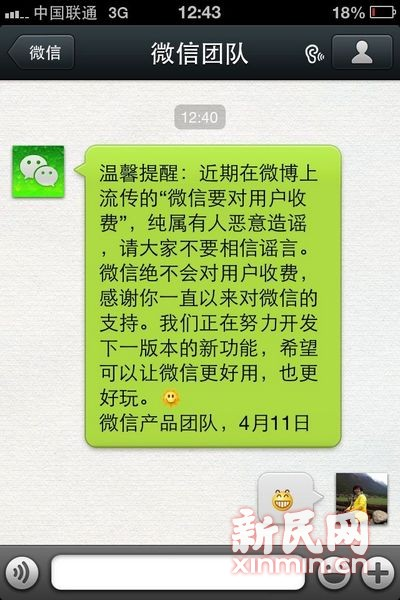 中国联通 3G 12:43 18%
微信 微信团队
12:40
温馨提醒：近期在微博上
流传的“微信要对用户收
费”，纯属有人恶意造谣
，请大家不要相信谣言。
微信绝不会对用户收费，
感谢你一直以来对微信的
支持。我们正在努力开发
下一版本的新功能，希望
可以让微信更好用，也更
好玩。
微信产品团队，4月11日
新民网
xinmin.cn